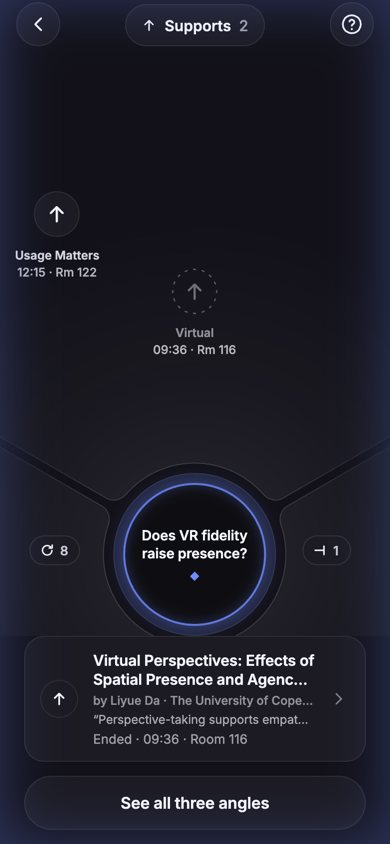 Supports 2
Usage Matters
12:15 · Rm 122
Virtual
09:36 · Rm 116
Does VR fidelity
raise presence?
8
1
Virtual Perspectives: Effects of
Spatial Presence and Agenc...
by Liyue Da · The University of Cope...
“Perspective-taking supports empat...
Ended · 09:36 · Room 116
See all three angles